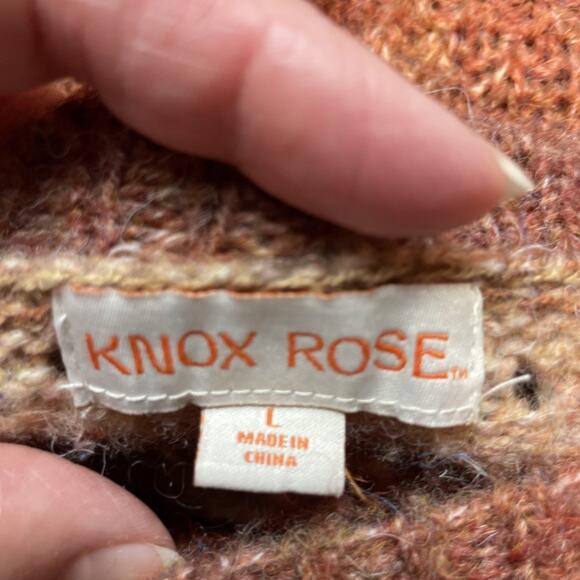 KNOX ROSE™
L
MADE IN
CHINA